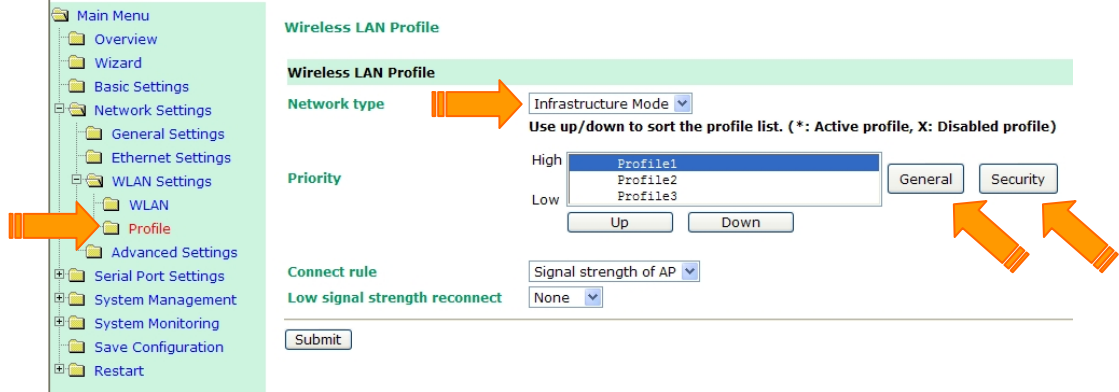 Main Menu
Overview
Wizard
Basic Settings
Network Settings
General Settings
Ethernet Settings
WLAN Settings
WLAN
Profile
Advanced Settings
Serial Port Settings
System Management
System Monitoring
Save Configuration
Restart
Wireless LAN Profile
Wireless LAN Profile
Network type
Infrastructure Mode
Use up/down to sort the profile list. (*: Active profile, X: Disabled profile)
Priority
High
Low
Profile1
Profile2
Profile3
General
Security
Up
Down
Connect rule
Signal strength of AP
Low signal strength reconnect
None
Submit